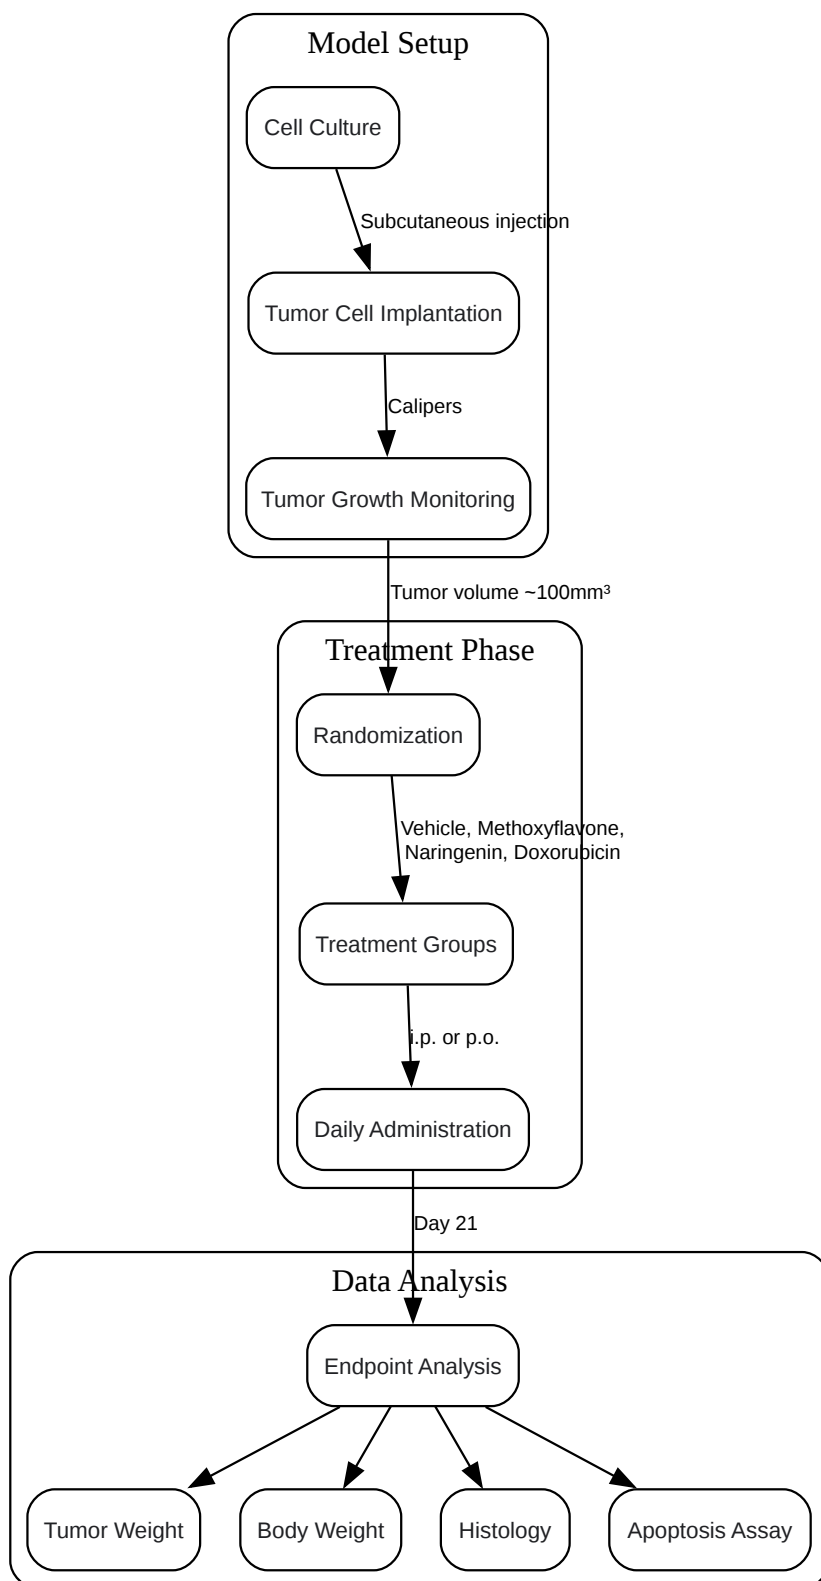 Model Setup
Cell Culture
Subcutaneous injection
Tumor Cell Implantation
Calipers
Tumor Growth Monitoring
Tumor volume ~100mm³
Treatment Phase
Randomization
Vehicle, Methoxyflavone,
Naringenin, Doxorubicin
Treatment Groups
i.p. or p.o.
Daily Administration
Day 21
Data Analysis
Endpoint Analysis
Tumor Weight
Body Weight
Histology
Apoptosis Assay